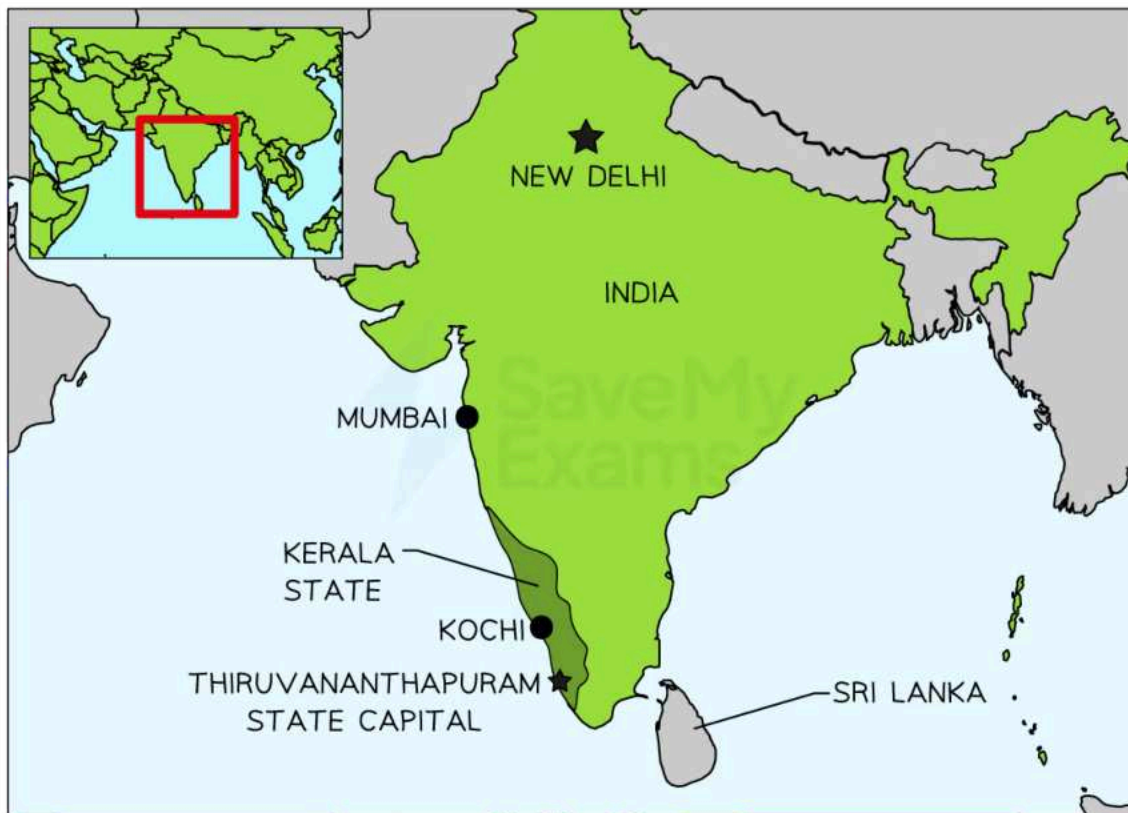 NEW DELHI
INDIA
SaveMy
Exams
MUMBAI
KERALA
STATE
KOCHI
THIRUVANANTHAPURAM
STATE CAPITAL
SRI LANKA